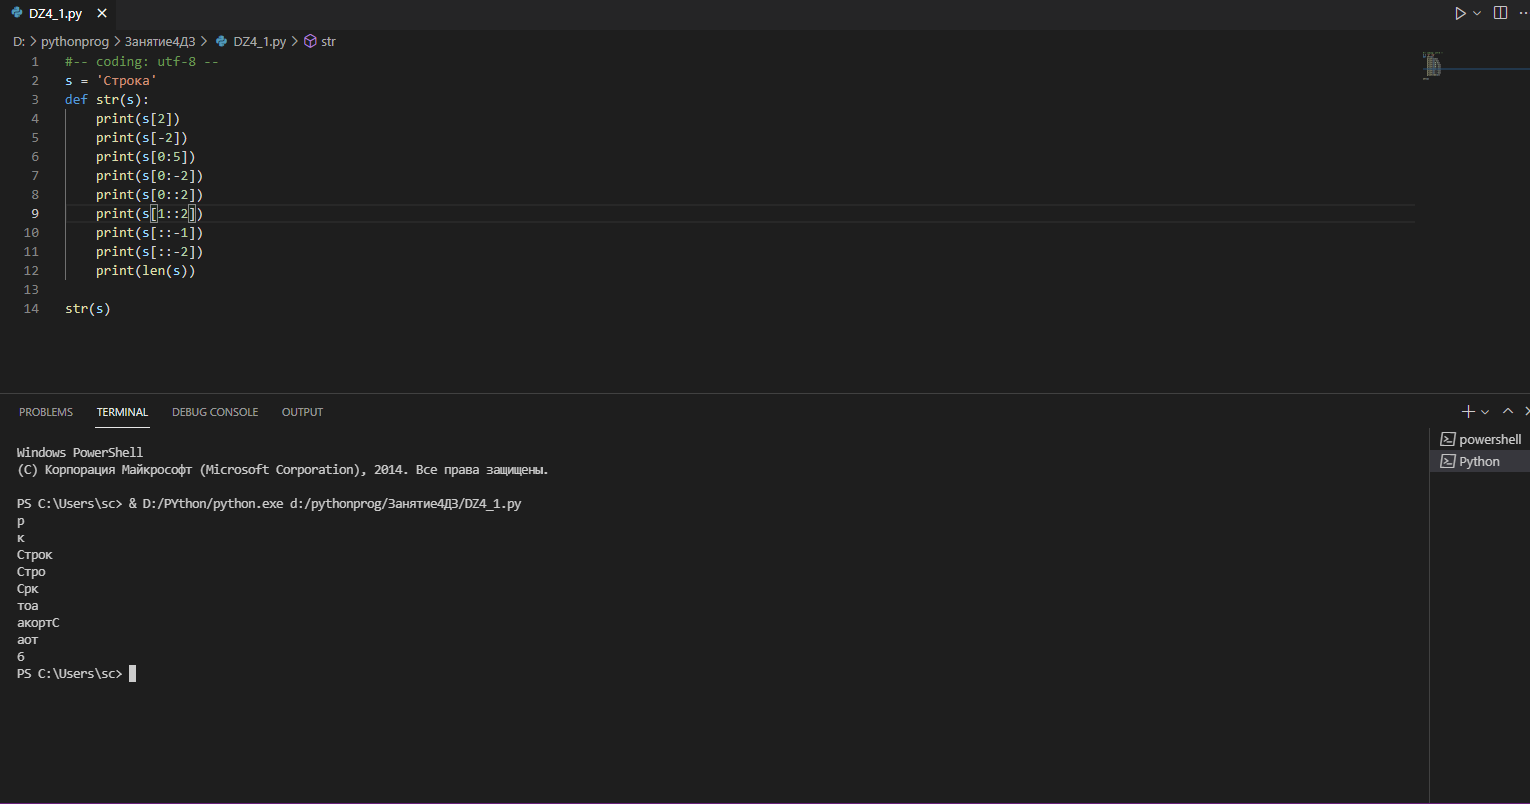 DZ4_1.py
D: > pythonprog > Занятие4ДЗ > DZ4_1.py > str
1 #-- coding: utf-8 --
2 s = 'Строка'
3 def str(s):
4 print(s[2])
5 print(s[-2])
6 print(s[0:5])
7 print(s[0:-2])
8 print(s[0::2])
9 print(s[1::2])
10 print(s[::-1])
11 print(s[::-2])
12 print(len(s))
13
14 str(s)
PROBLEMS TERMINAL DEBUG CONSOLE OUTPUT
powershell
Python
Windows PowerShell
(C) Корпорация Майкрософт (Microsoft Corporation), 2014. Все права защищены.
PS C:\Users\sc> & D:/PYthon/python.exe d:/pythonprog/Занятие4ДЗ/DZ4_1.py
р
к
Строк
Стро
Срк
тоа
акортС
аот
6
PS C:\Users\sc>